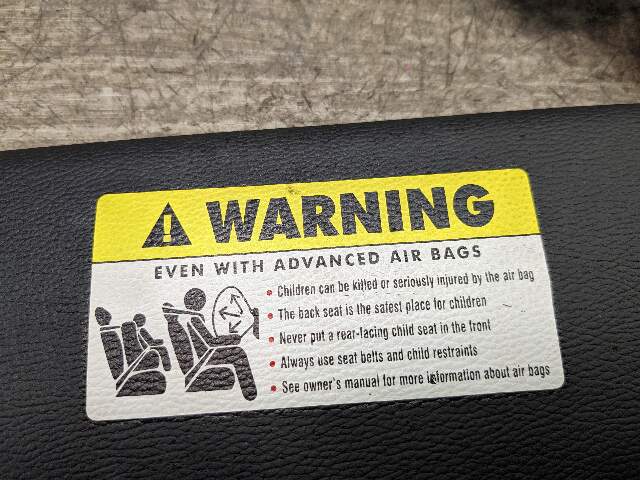 WARNING
EVEN WITH ADVANCED AIR BAGS
• Children can be killed or seriously injured by the air bag
• The back seat is the safest place for children
• Never put a rear-facing child seat in the front
• Always use seat belts and child restraints
• See owner's manual for more information about air bags